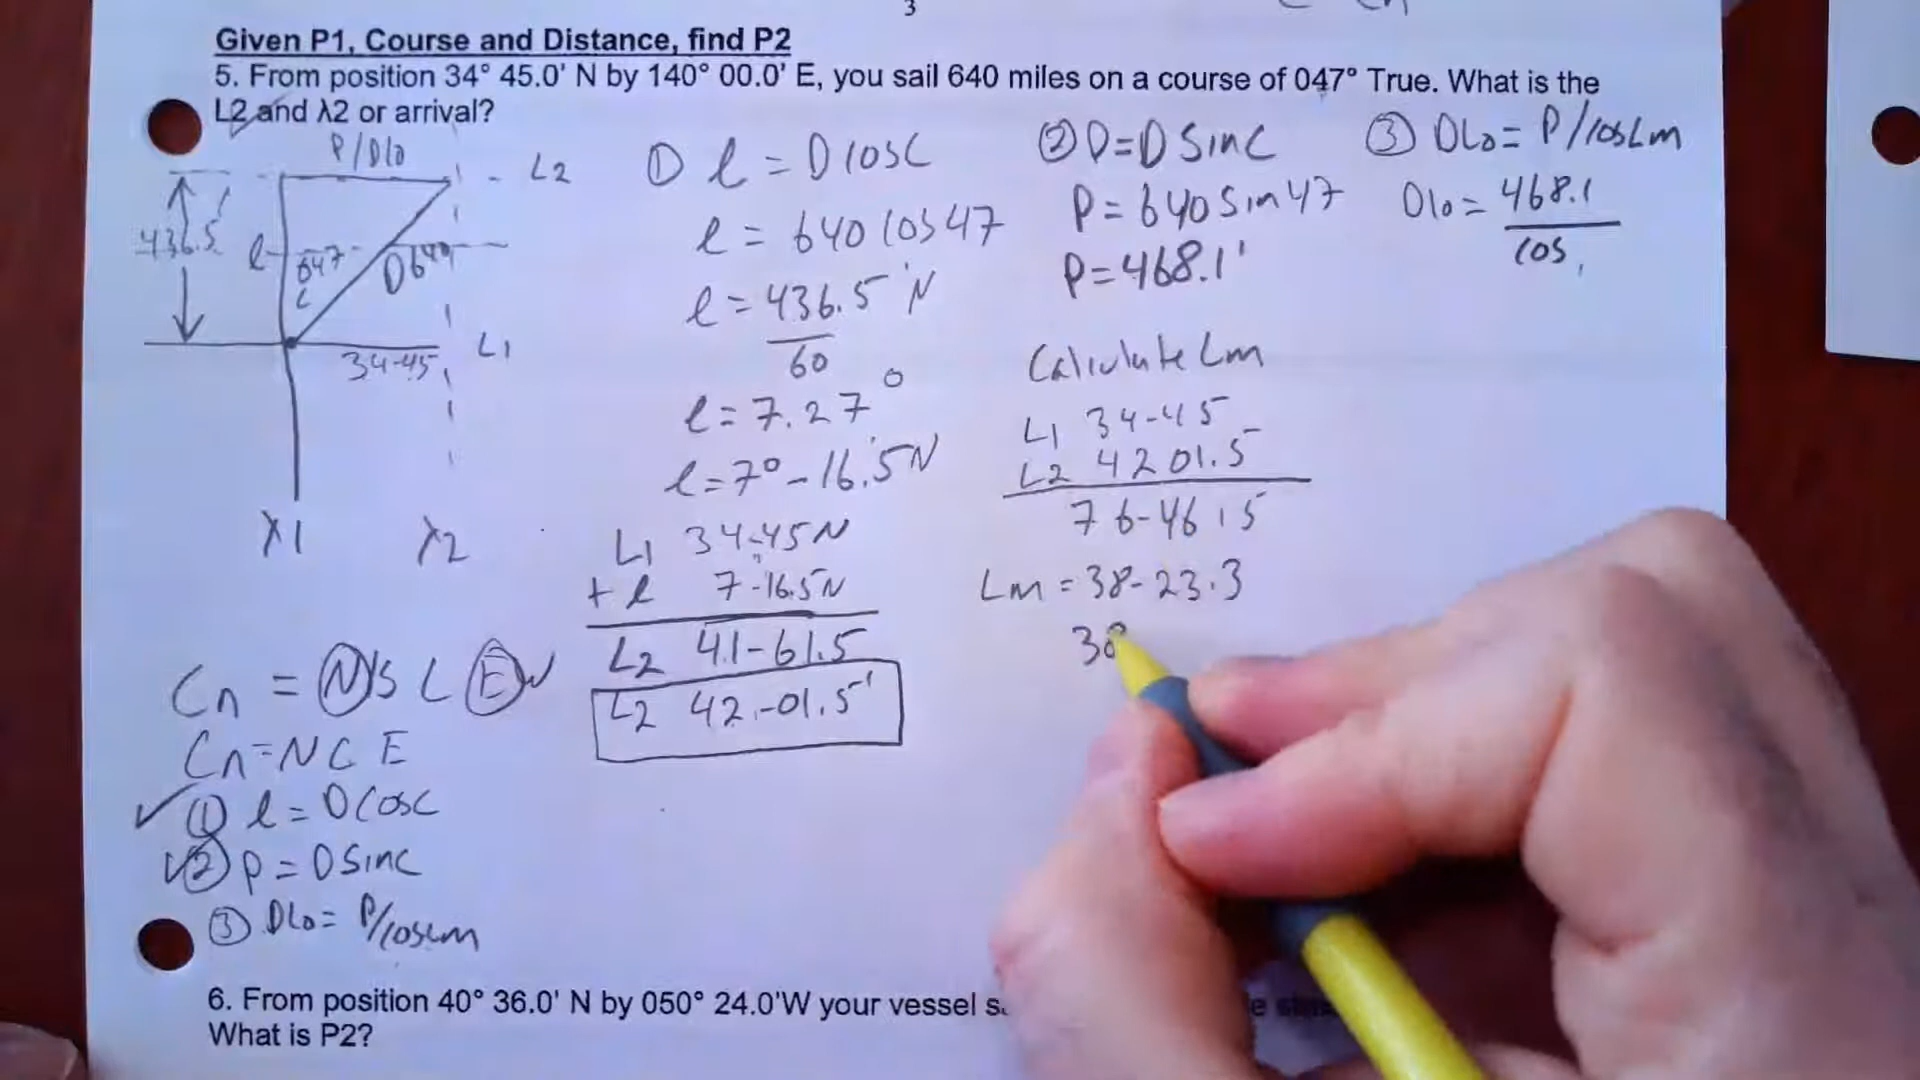 3
Given P1, Course and Distance, find P2
5. From position 34° 45.0' N by 140° 00.0' E, you sail 640 miles on a course of 047° True. What is the
L2 and λ2 or arrival?
P/Dlo
L2
436.5
l
047
C
D 640
34-45
L1
λ1 λ2
Cn = N/S C E/W
Cn = N C E
✓ ① l = D Cos C
✓ ② p = D Sin C
③ DLo = P/cos Lm
① l = D Cos C
l = 640 Cos 47
l = 436.5' N
60
l = 7.27°
l = 7° - 16.5' N
L1 34-45 N
+ l 7-16.5 N
L2 41-61.5
L2 42-01.5'
② P = D Sin C
P = 640 Sin 47
P = 468.1'
Calculate Lm
L1 34-45
L2 42 01.5
76-46.5
Lm = 38-23.3
38
③ DLo = P/Cos Lm
Dlo = 468.1
Cos
6. From position 40° 36.0' N by 050° 24.0'W your vessel
What is P2?